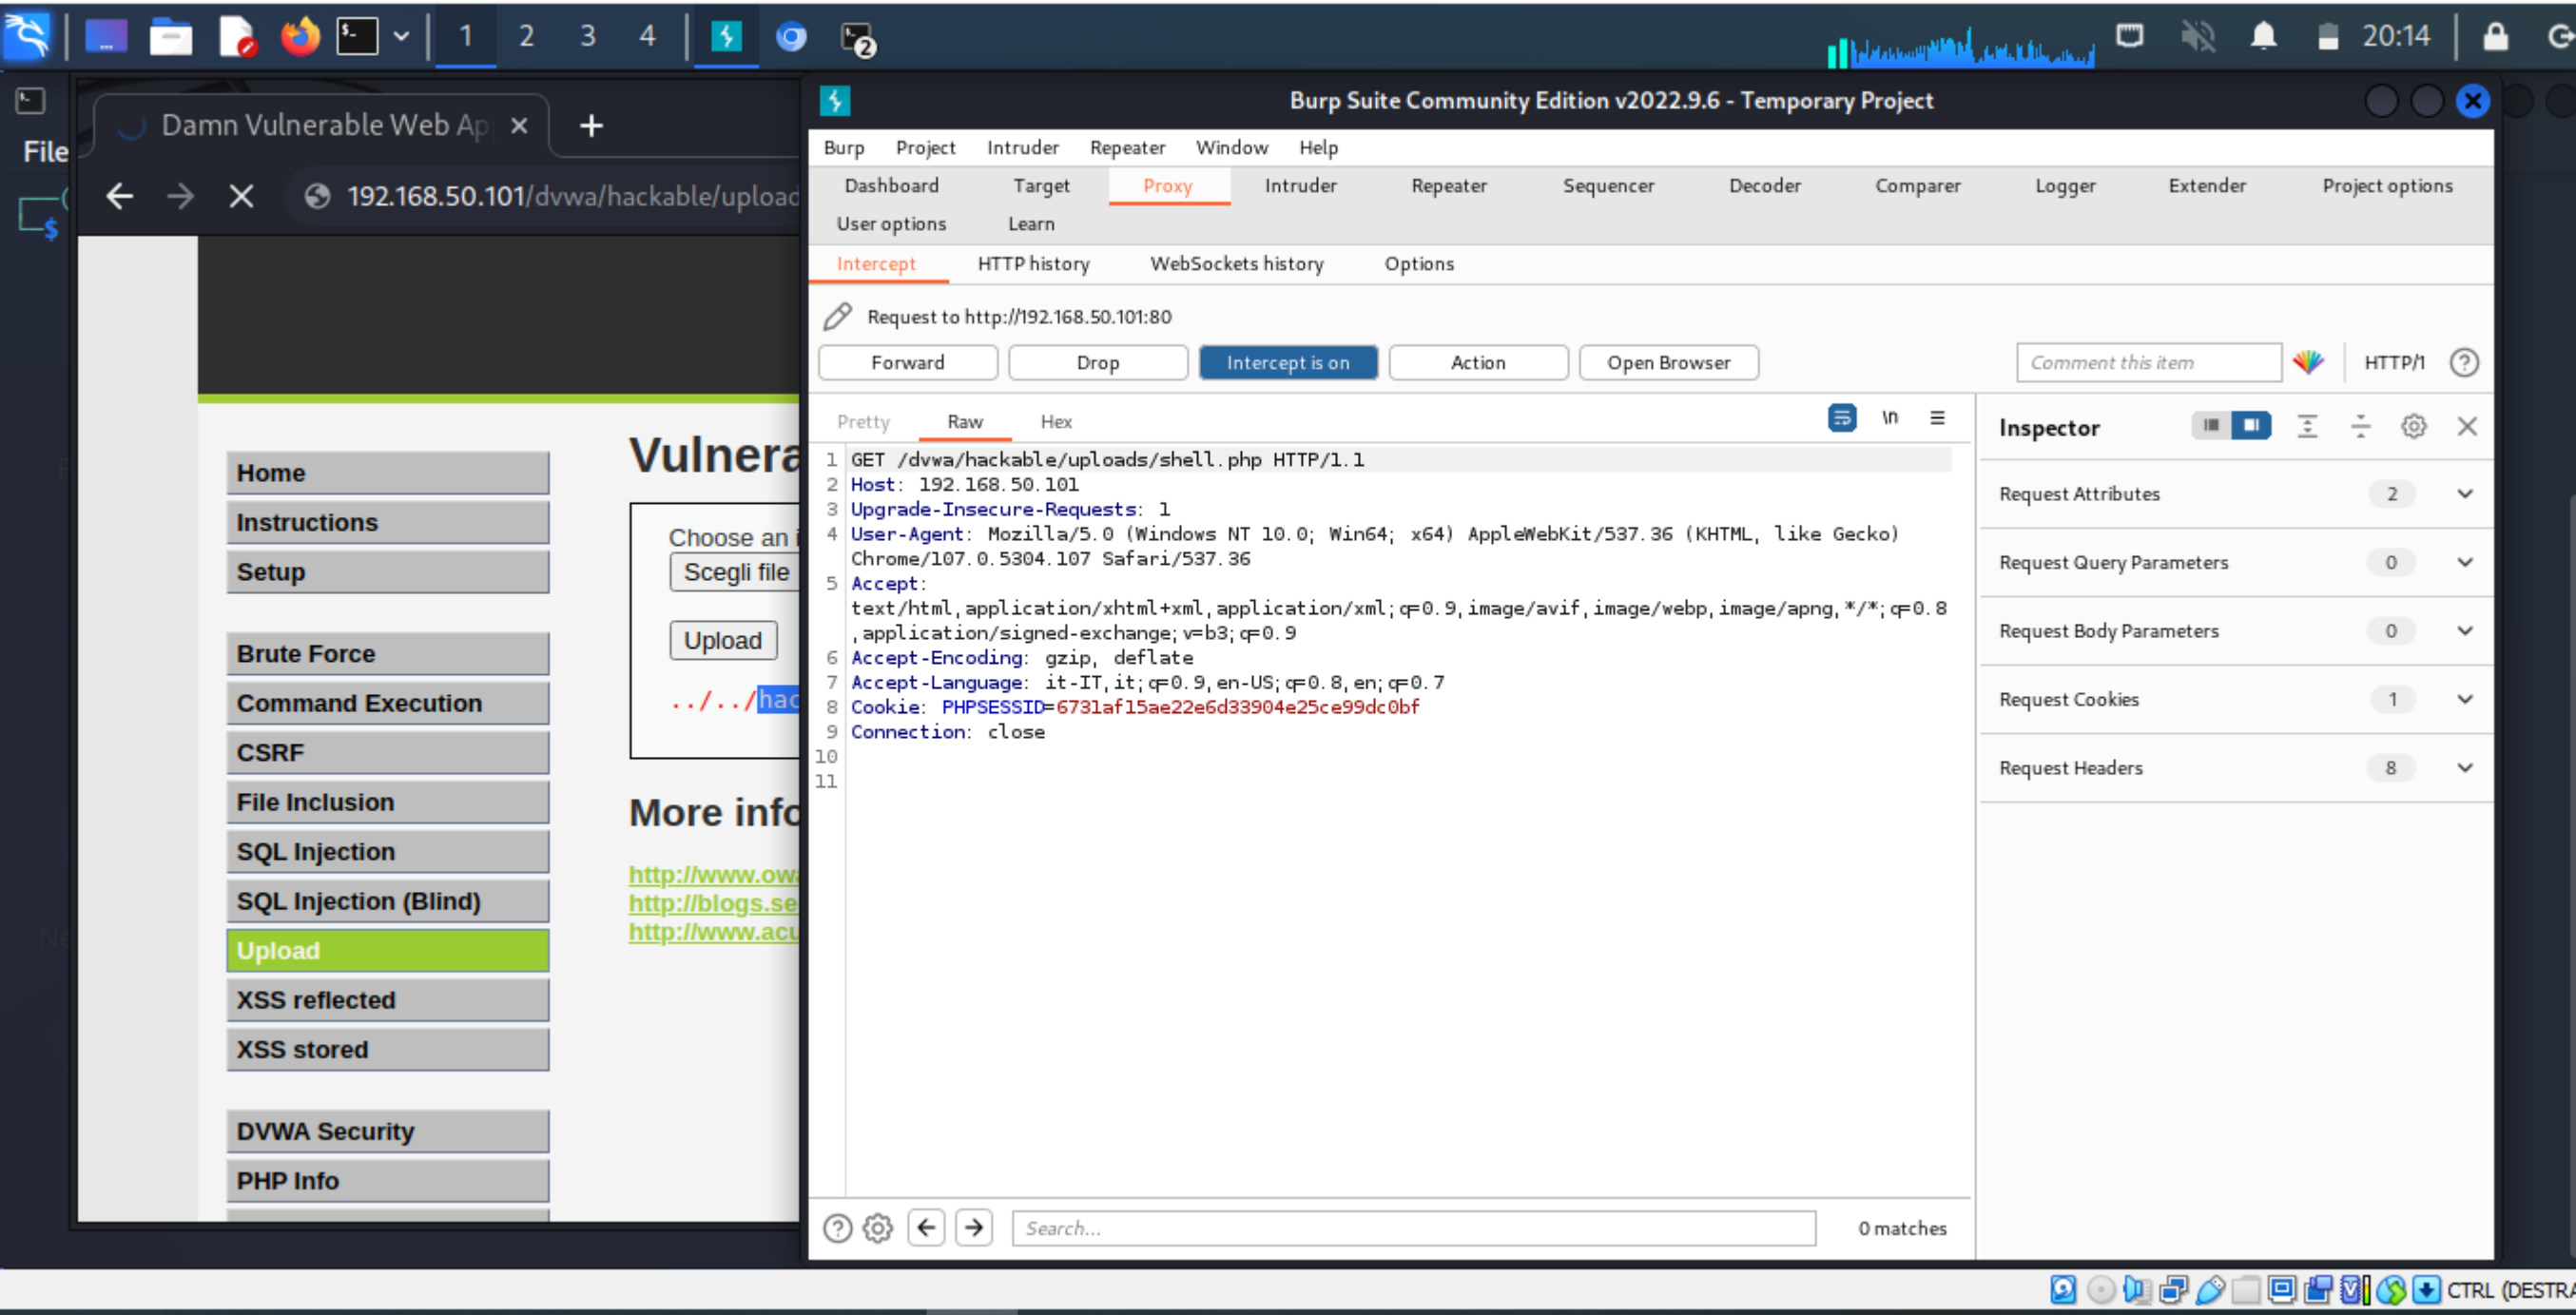 1 2 3 4 2 20:14
File
$
Damn Vulnerable Web Ap
192.168.50.101/dvwa/hackable/upload
Home
Instructions
Setup
Brute Force
Command Execution
CSRF
File Inclusion
SQL Injection
SQL Injection (Blind)
Upload
XSS reflected
XSS stored
DVWA Security
PHP Info
Vulnera
Choose an i
Scegli file
Upload
../../hac
More info
http://www.owa
http://blogs.se
http://www.acu
Burp Suite Community Edition v2022.9.6 - Temporary Project
Burp Project Intruder Repeater Window Help
Dashboard Target Proxy Intruder Repeater Sequencer Decoder Comparer Logger Extender Project options
User options Learn
Intercept HTTP history WebSockets history Options
Request to http://192.168.50.101:80
Forward Drop Intercept is on Action Open Browser Comment this item HTTP/1 ?
Pretty Raw Hex \n
1 GET /dvwa/hackable/uploads/shell.php HTTP/1.1
2 Host: 192.168.50.101
3 Upgrade-Insecure-Requests: 1
4 User-Agent: Mozilla/5.0 (Windows NT 10.0; Win64; x64) AppleWebKit/537.36 (KHTML, like Gecko)
Chrome/107.0.5304.107 Safari/537.36
5 Accept:
text/html,application/xhtml+xml,application/xml;q=0.9,image/avif,image/webp,image/apng,*/*;q=0.8
,application/signed-exchange;v=b3;q=0.9
6 Accept-Encoding: gzip, deflate
7 Accept-Language: it-IT,it;q=0.9,en-US;q=0.8,en;q=0.7
8 Cookie: PHPSESSID=6731af15ae22e6d33904e25ce99dc0bf
9 Connection: close
10
11
Inspector
Request Attributes 2
Request Query Parameters 0
Request Body Parameters 0
Request Cookies 1
Request Headers 8
? Search... 0 matches
CTRL (DESTRA